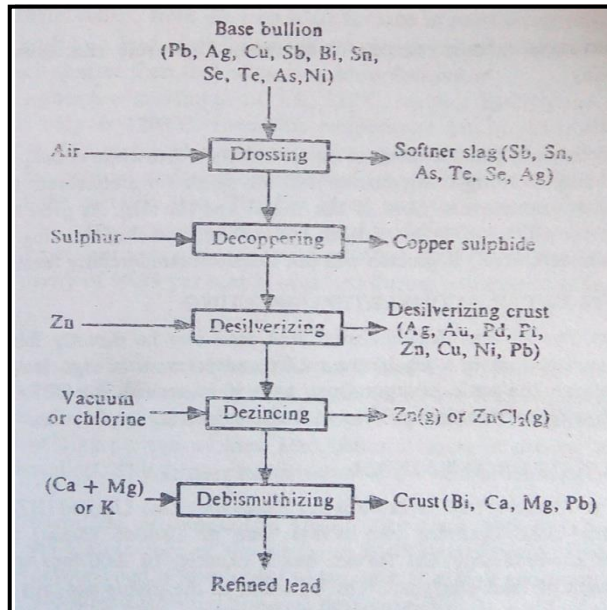 Base bullion
(Pb, Ag, Cu, Sb, Bi, Sn,
Se, Te, As, Ni)
Air
Drossing
Softner slag (Sb, Sn,
As, Te, Se, Ag)
Sulphur
Decoppering
Copper sulphide
Zn
Desilverizing
Desilverizing crust
(Ag, Au, Pd, Pt,
Zn, Cu, Ni, Pb)
Vacuum
or chlorine
Dezincing
Zn(g) or ZnCl₂(g)
(Ca + Mg)
or K
Debismuthizing
Crust (Bi, Ca, Mg, Pb)
Refined lead